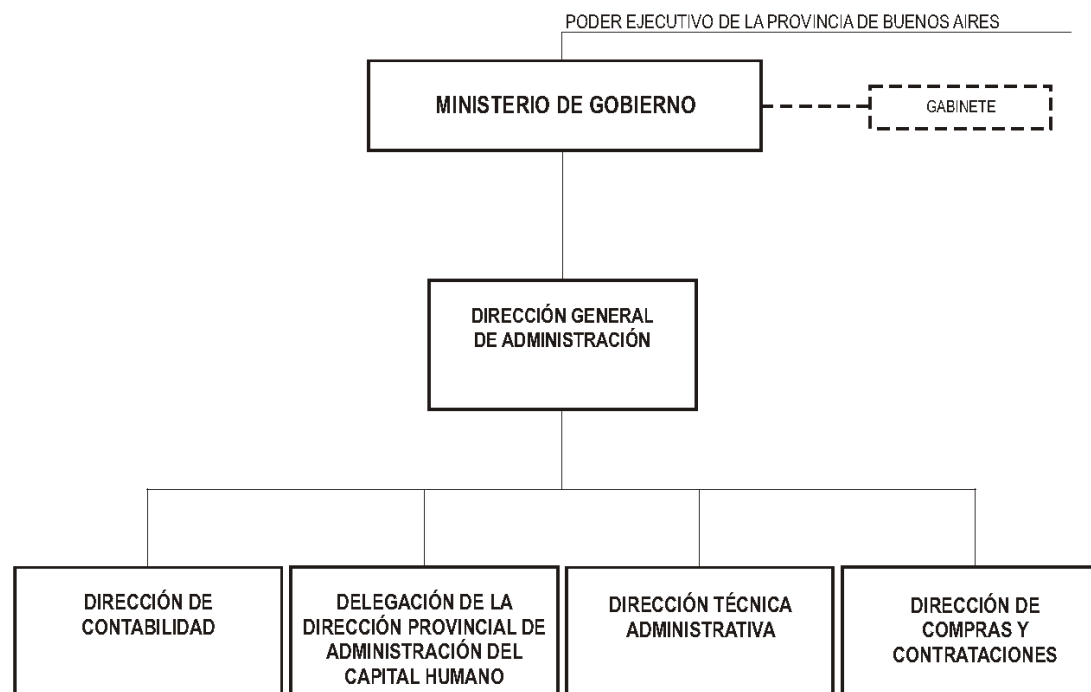 PODER EJECUTIVO DE LA PROVINCIA DE BUENOS AIRES
MINISTERIO DE GOBIERNO
GABINETE
DIRECCIÓN GENERAL
DE ADMINISTRACIÓN
DIRECCIÓN DE
CONTABILIDAD
DELEGACIÓN DE LA
DIRECCIÓN PROVINCIAL DE
ADMINISTRACIÓN DEL
CAPITAL HUMANO
DIRECCIÓN TÉCNICA
ADMINISTRATIVA
DIRECCIÓN DE
COMPRAS Y
CONTRATACIONES